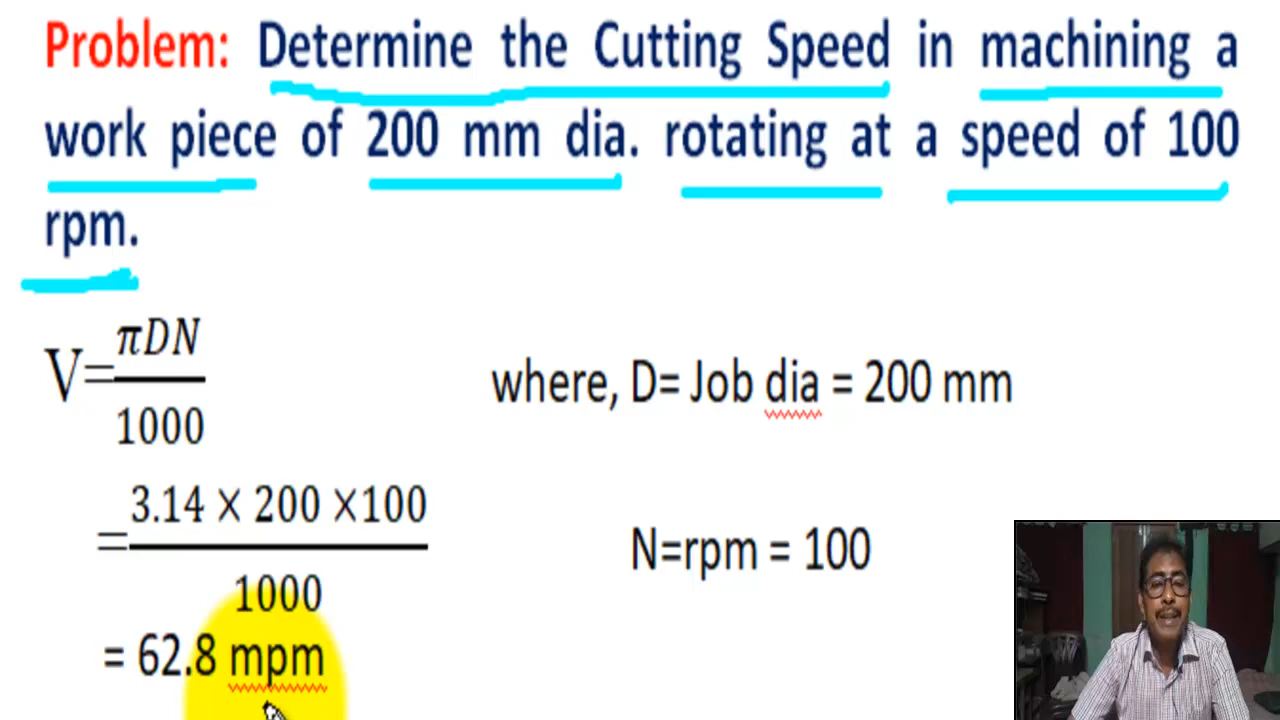 Problem: Determine the Cutting Speed in machining a
work piece of 200 mm dia. rotating at a speed of 100
rpm.
V=πDN/1000
where, D= Job dia = 200 mm
=3.14 × 200 ×100/1000
N=rpm = 100
= 62.8 mpm